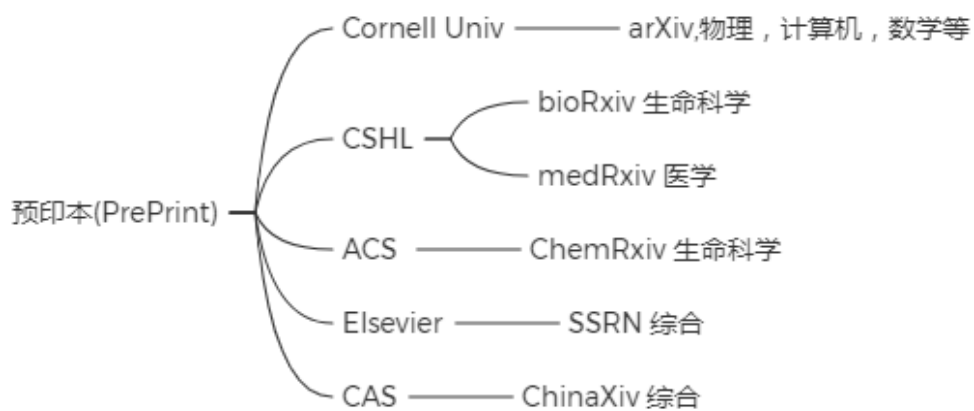 预印本(PrePrint)
Cornell Univ
arXiv,物理，计算机，数学等
CSHL
bioRxiv 生命科学
medRxiv 医学
ACS
ChemRxiv 生命科学
Elsevier
SSRN 综合
CAS
ChinaXiv 综合